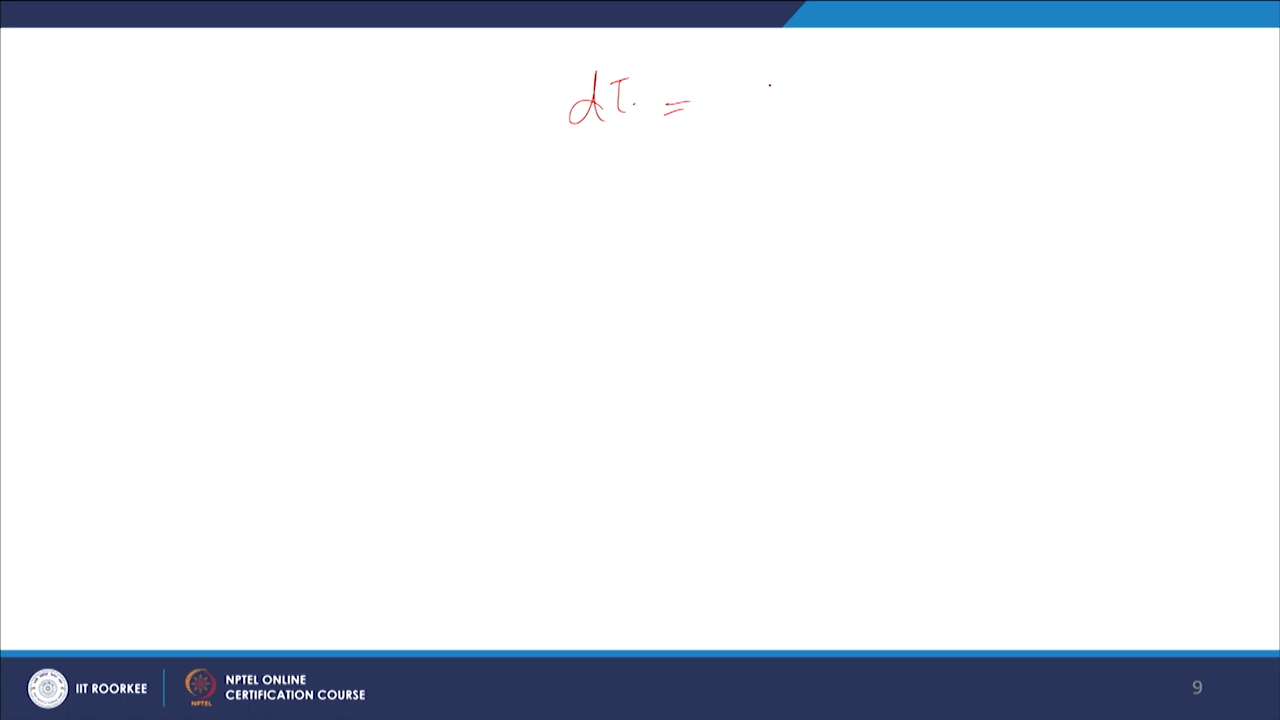 dT. =
IIT ROORKEE
NPTEL ONLINE
CERTIFICATION COURSE
9